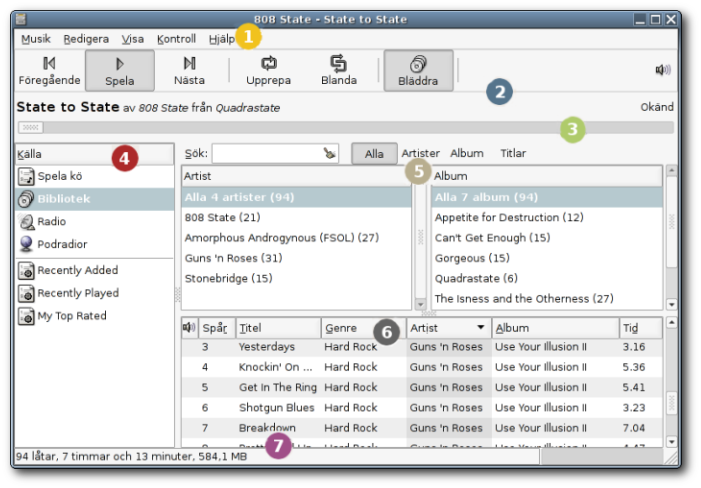 808 State - State to State
Musik Redigera Visa Kontroll Hjälp 1
Föregående Spela Nästa Upprepa Blanda Bläddra 2
State to State av 808 State från Quadrastate Okänd
3
Källa 4 Sök: Alla Artister Album Titlar
5
Spela kö
Bibliotek
Radio
Podradior
Recently Added
Recently Played
My Top Rated
Artist
Alla 4 artister (94)
808 State (21)
Amorphous Androgynous (FSOL) (27)
Guns 'n Roses (31)
Stonebridge (15)
Album
Alla 7 album (94)
Appetite for Destruction (12)
Can't Get Enough (15)
Gorgeous (15)
Quadrastate (6)
The Isness and the Otherness (27)
Spår Titel Genre 6 Artist Album Tid
3 Yesterdays Hard Rock Guns 'n Roses Use Your Illusion II 3.16
4 Knockin' On ... Hard Rock Guns 'n Roses Use Your Illusion II 5.36
5 Get In The Ring Hard Rock Guns 'n Roses Use Your Illusion II 5.41
6 Shotgun Blues Hard Rock Guns 'n Roses Use Your Illusion II 3.23
7 Breakdown Hard Rock Guns 'n Roses Use Your Illusion II 7.04
7
94 låtar, 7 timmar och 13 minuter, 584,1 MB